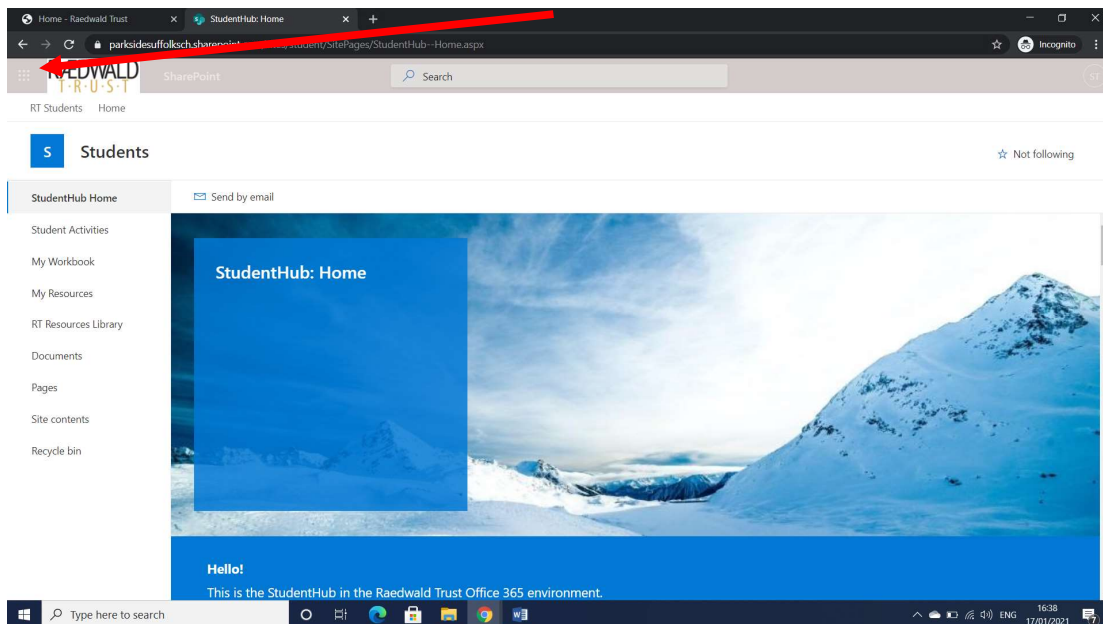 Home - Raedwald Trust
StudentHub: Home
parksidesuffolksch.sharepoint
/student/SitePages/StudentHub--Home.aspx
Incognito
RAEDWALD
T·R·U·S·T
SharePoint
Search
ST
RT Students Home
S Students
Not following
StudentHub Home
Send by email
Student Activities
My Workbook
My Resources
RT Resources Library
Documents
Pages
Site contents
Recycle bin
StudentHub: Home
Hello!
This is the StudentHub in the Raedwald Trust Office 365 environment.
Type here to search
ENG
16:38
17/01/2021
7